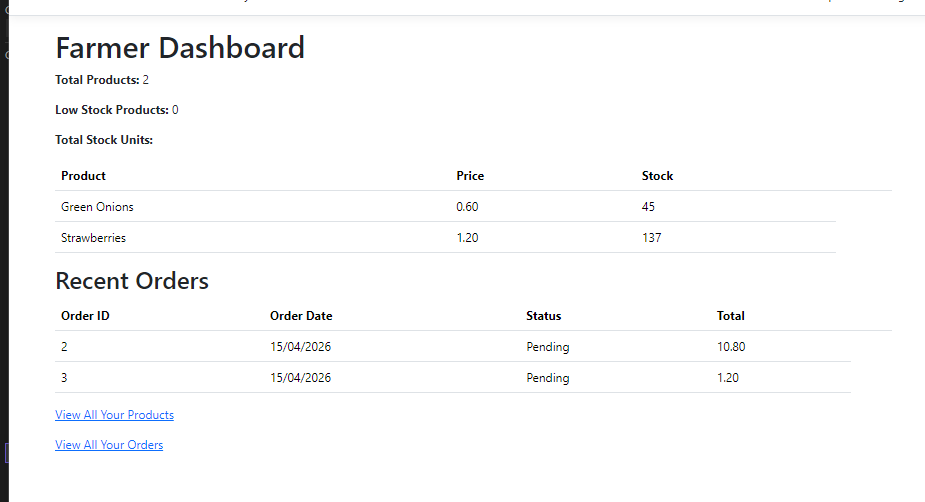 Farmer Dashboard
Total Products: 2
Low Stock Products: 0
Total Stock Units:
Product Price Stock
Green Onions 0.60 45
Strawberries 1.20 137
Recent Orders
Order ID Order Date Status Total
2 15/04/2026 Pending 10.80
3 15/04/2026 Pending 1.20
View All Your Products
View All Your Orders